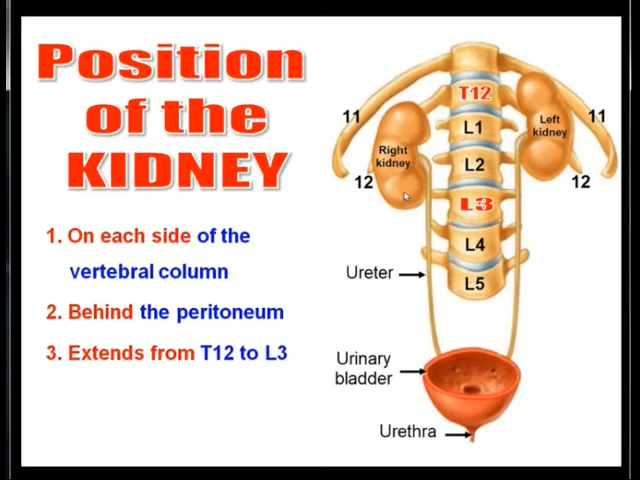 Position
of the
KIDNEY
1. On each side of the
vertebral column
2. Behind the peritoneum
3. Extends from T12 to L3
T12
11
L1
Left
kidney
11
Right
kidney
L2
12
12
L3
L4
Ureter
L5
Urinary
bladder
Urethra